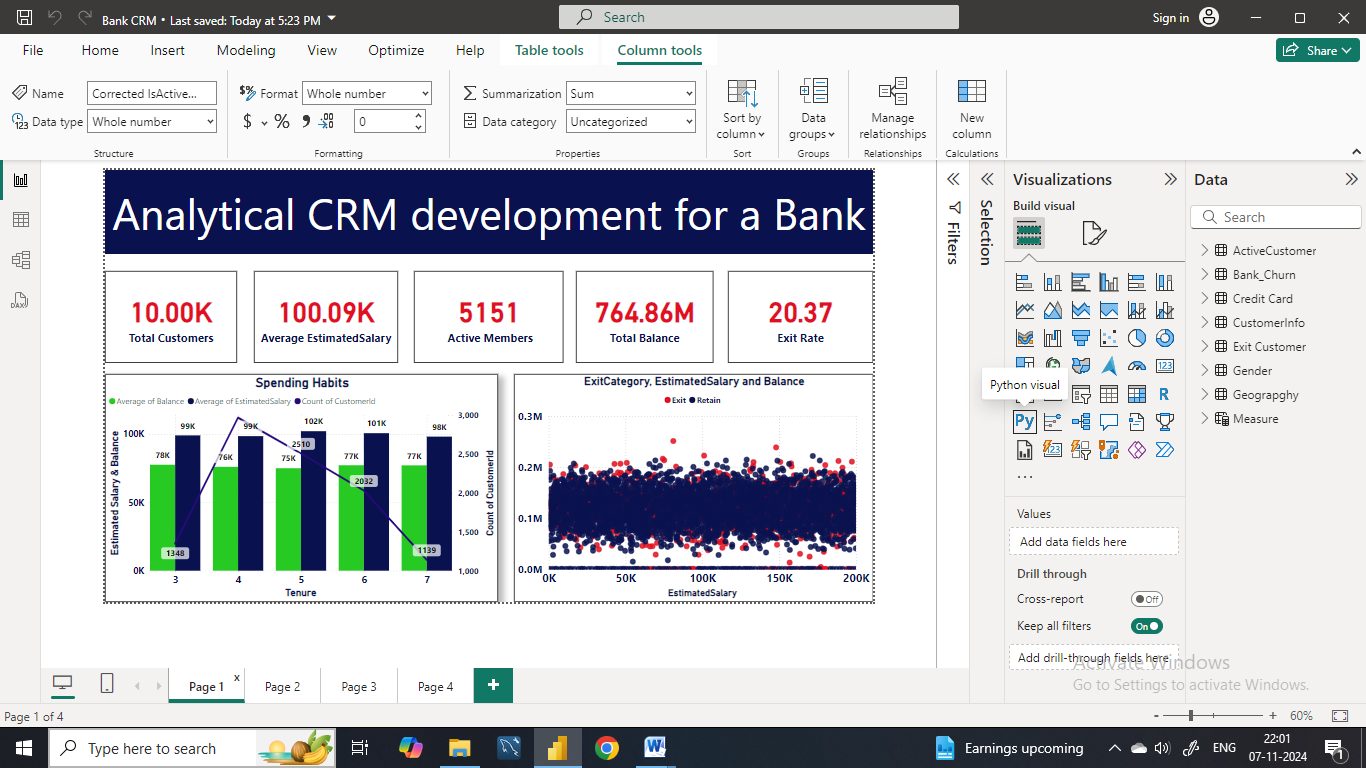 Bank CRM • Last saved: Today at 5:23 PM
Search
Sign in
File
Home
Insert
Modeling
View
Optimize
Help
Table tools
Column tools
Share
Name
Corrected IsActive...
Data type
Whole number
Structure
$% Format
Whole number
$ % 9 .00
0
Formatting
Summarization
Sum
Data category
Uncategorized
Properties
Sort by
column
Sort
Data
groups
Groups
Manage
relationships
Relationships
New
column
Calculations
Analytical CRM development for a Bank
10.00K
Total Customers
100.09K
Average EstimatedSalary
5151
Active Members
764.86M
Total Balance
20.37
Exit Rate
Spending Habits
Average of Balance Average of EstimatedSalary Count of CustomerId
Estimated Salary & Balance
100K
50K
0K
78K
99K
76K
99K
75K
102K
77K
101K
77K
98K
1348
2510
2032
1139
3,000
2,500
2,000
1,500
1,000
Count of CustomerId
3 4 5 6 7
Tenure
ExitCategory, EstimatedSalary and Balance
Exit Retain
0.3M
0.2M
0.1M
0.0M
0K 50K 100K 150K 200K
EstimatedSalary
Filters
Selection
Visualizations
Build visual
123
Python visual
R
Py
123
...
Values
Add data fields here
Drill through
Cross-report
Off
Keep all filters
On
Add drill-through fields here
Data
Search
ActiveCustomer
Bank_Churn
Credit Card
CustomerInfo
Exit Customer
Gender
Geograpghy
Measure
Activate Windows
Go to Settings to activate Windows.
Page 1 x
Page 2
Page 3
Page 4
+
Page 1 of 4
- + 60%
Type here to search
Earnings upcoming
ENG
22:01
07-11-2024
1